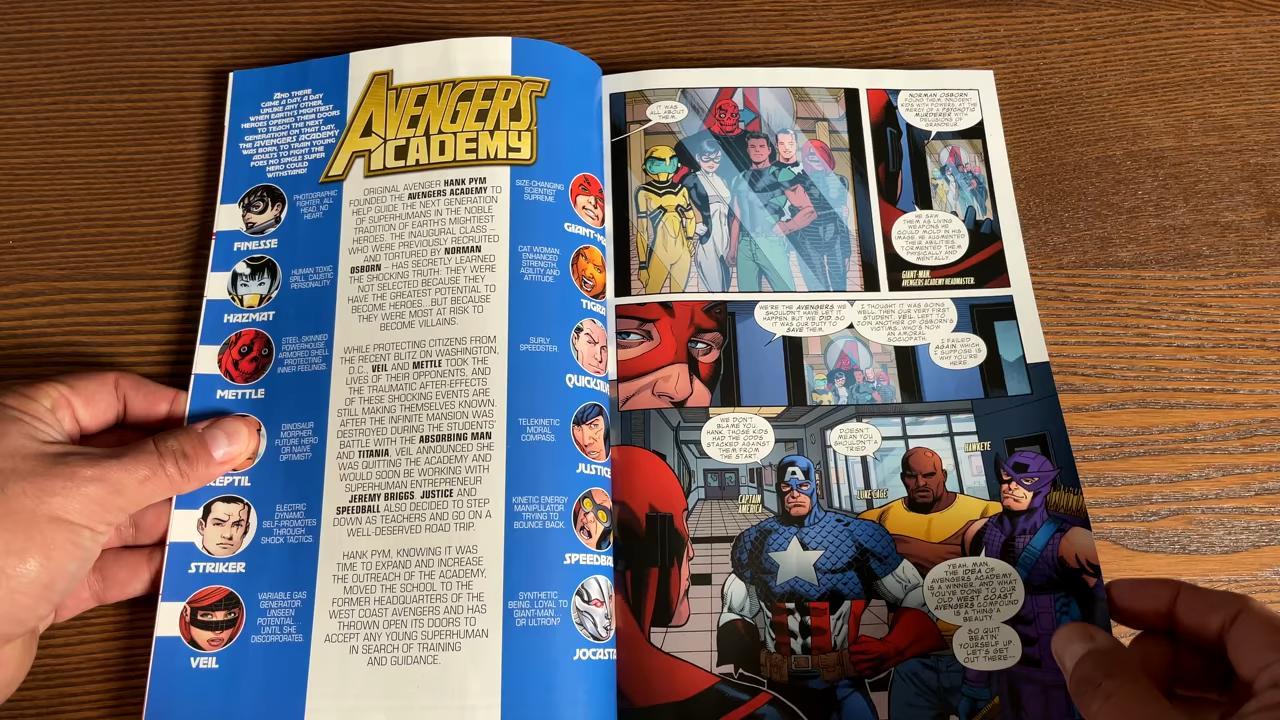 AND THERE
CAME A DAY, A DAY
UNLIKE ANY OTHER,
WHEN EARTH'S MIGHTIEST
HEROES OPENED THEIR DOORS
TO TEACH THE NEXT
GENERATION! ON THAT DAY,
THE AVENGERS ACADEMY
WAS BORN, TO TRAIN YOUNG
ADULTS TO FIGHT THE
FOES NO SINGLE SUPER
HERO COULD
WITHSTAND!
AVENGERS
ACADEMY
PHOTOGRAPHIC
FIGHTER. ALL
HEAD, NO
HEART.
FINESSE
HUMAN TOXIC
SPILL. CAUSTIC
PERSONALITY.
HAZMAT
STEEL-SKINNED
POWERHOUSE.
ARMORED SHELL
PROTECTING
INNER FEELINGS.
METTLE
DINOSAUR
MORPHER.
FUTURE HERO
OR NAIVE
OPTIMIST?
REPTIL
ELECTRIC
DYNAMO.
SELF-PROMOTES
THROUGH
SHOCK TACTICS.
STRIKER
VARIABLE GAS
GENERATOR.
UNSEEN
POTENTIAL...
UNTIL SHE
DISCORPORATES.
VEIL
ORIGINAL AVENGER HANK PYM
FOUNDED THE AVENGERS ACADEMY TO
HELP GUIDE THE NEXT GENERATION
OF SUPERHUMANS IN THE NOBLE
TRADITION OF EARTH'S MIGHTIEST
HEROES. THE INAUGURAL CLASS –
WHO WERE PREVIOUSLY RECRUITED
AND TORTURED BY NORMAN
OSBORN – HAS SECRETLY LEARNED
THE SHOCKING TRUTH: THEY WERE
NOT SELECTED BECAUSE THEY
HAVE THE GREATEST POTENTIAL TO
BECOME HEROES, BUT BECAUSE
THEY WERE MOST AT RISK TO
BECOME VILLAINS.
WHILE PROTECTING CITIZENS FROM
THE RECENT BLITZ ON WASHINGTON,
D.C., VEIL AND METTLE TOOK THE
LIVES OF THEIR OPPONENTS, AND
THE TRAUMATIC AFTER-EFFECTS
OF THESE SHOCKING EVENTS ARE
STILL MAKING THEMSELVES KNOWN.
AFTER THE INFINITE MANSION WAS
DESTROYED DURING THE STUDENTS'
BATTLE WITH THE ABSORBING MAN
AND TITANIA, VEIL ANNOUNCED SHE
WAS QUITTING THE ACADEMY AND
WOULD SOON BE WORKING WITH
SUPERHUMAN ENTREPRENEUR
JEREMY BRIGGS. JUSTICE AND
SPEEDBALL ALSO DECIDED TO STEP
DOWN AS TEACHERS AND GO ON A
WELL-DESERVED ROAD TRIP.
HANK PYM, KNOWING IT WAS
TIME TO EXPAND AND INCREASE
THE OUTREACH OF THE ACADEMY,
MOVED THE SCHOOL TO THE
FORMER HEADQUARTERS OF THE
WEST COAST AVENGERS AND HAS
THROWN OPEN ITS DOORS TO
ACCEPT ANY YOUNG SUPERHUMAN
IN SEARCH OF TRAINING
AND GUIDANCE.
SIZE-CHANGING
SCIENTIST
SUPREME.
GIANT-M
CAT WOMAN.
ENHANCED
STRENGTH,
AGILITY AND
ATTITUDE.
TIGRA
SURLY
SPEEDSTER.
QUICKSILV
TELEKINETIC
MORAL
COMPASS.
JUSTICE
KINETIC ENERGY
MANIPULATOR
TRYING TO
BOUNCE BACK.
SPEEDBAL
SYNTHETIC
BEING. LOYAL TO
GIANT-MAN...
OR ULTRON?
JOCASTA
IT WAS
ALL ABOUT
THEM.
NORMAN OSBORN
FOUND THEM. INNOCENT
KIDS WITH POWERS, AT THE
MERCY OF A PSYCHOTIC
MURDERER WITH
DELUSIONS OF
GRANDEUR.
HE SAW
THEM AS LIVING
WEAPONS HE
COULD MOLD IN HIS
IMAGE. HE AUGMENTED
THEIR ABILITIES,
TORMENTED THEM
PHYSICALLY AND
MENTALLY.
GIANT-MAN.
AVENGERS ACADEMY HEADMASTER.
WE'RE THE AVENGERS. WE
SHOULDN'T HAVE LET IT
HAPPEN. BUT WE DID, SO
IT WAS OUR DUTY TO
SAVE THEM.
I THOUGHT IT WAS GOING
WELL. THEN OUR VERY FIRST
STUDENT, VEIL, LEFT TO
JOIN ANOTHER OF OSBORN'S
VICTIMS, WHO'S NOW
AN AMORAL
SOCIOPATH.
I FAILED
AGAIN, WHICH
I SUPPOSE IS
WHY YOU'RE
HERE.
WE DON'T
BLAME YOU,
HANK. THOSE KIDS
HAD THE ODDS
STACKED AGAINST
THEM FROM
THE START.
DOESN'T
MEAN YOU
SHOULDN'T'A
TRIED.
CAPTAIN
AMERICA
LUKE CAGE
HAWKEYE
YEAH, MAN,
THE IDEA OF
AVENGERS ACADEMY
IS A WINNER. AND WHAT
YOU'VE DONE TO OUR
OLD WEST COAST
AVENGERS COMPOUND
IS A THING'A
BEAUTY.
SO QUIT
BEATIN'
YOURSELF UP.
LET'S GET
OUT THERE--